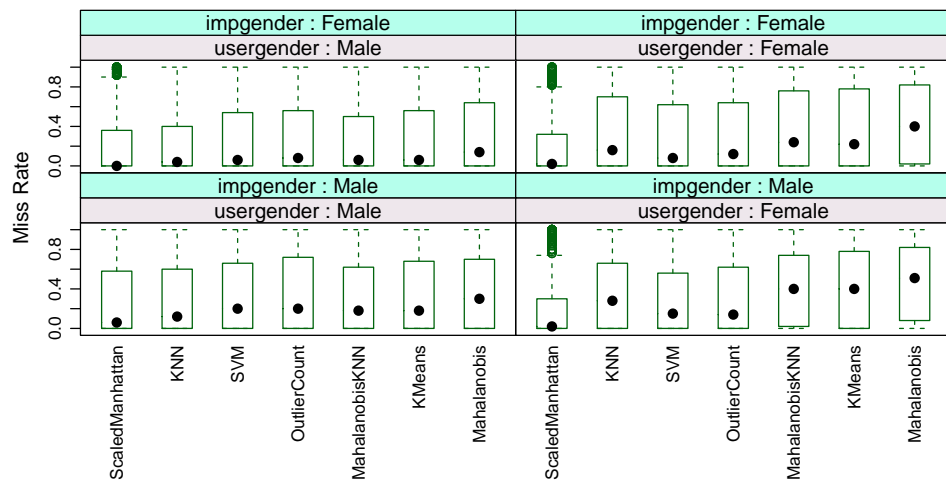 impgender : Female
impgender : Female
usergender : Male
usergender : Female
0.0 0.4 0.8
impgender : Male
impgender : Male
usergender : Male
usergender : Female
0.0 0.4 0.8
Miss Rate
ScaledManhattan
KNN
SVM
OutlierCount
MahalanobisKNN
KMeans
Mahalanobis
ScaledManhattan
KNN
SVM
OutlierCount
MahalanobisKNN
KMeans
Mahalanobis